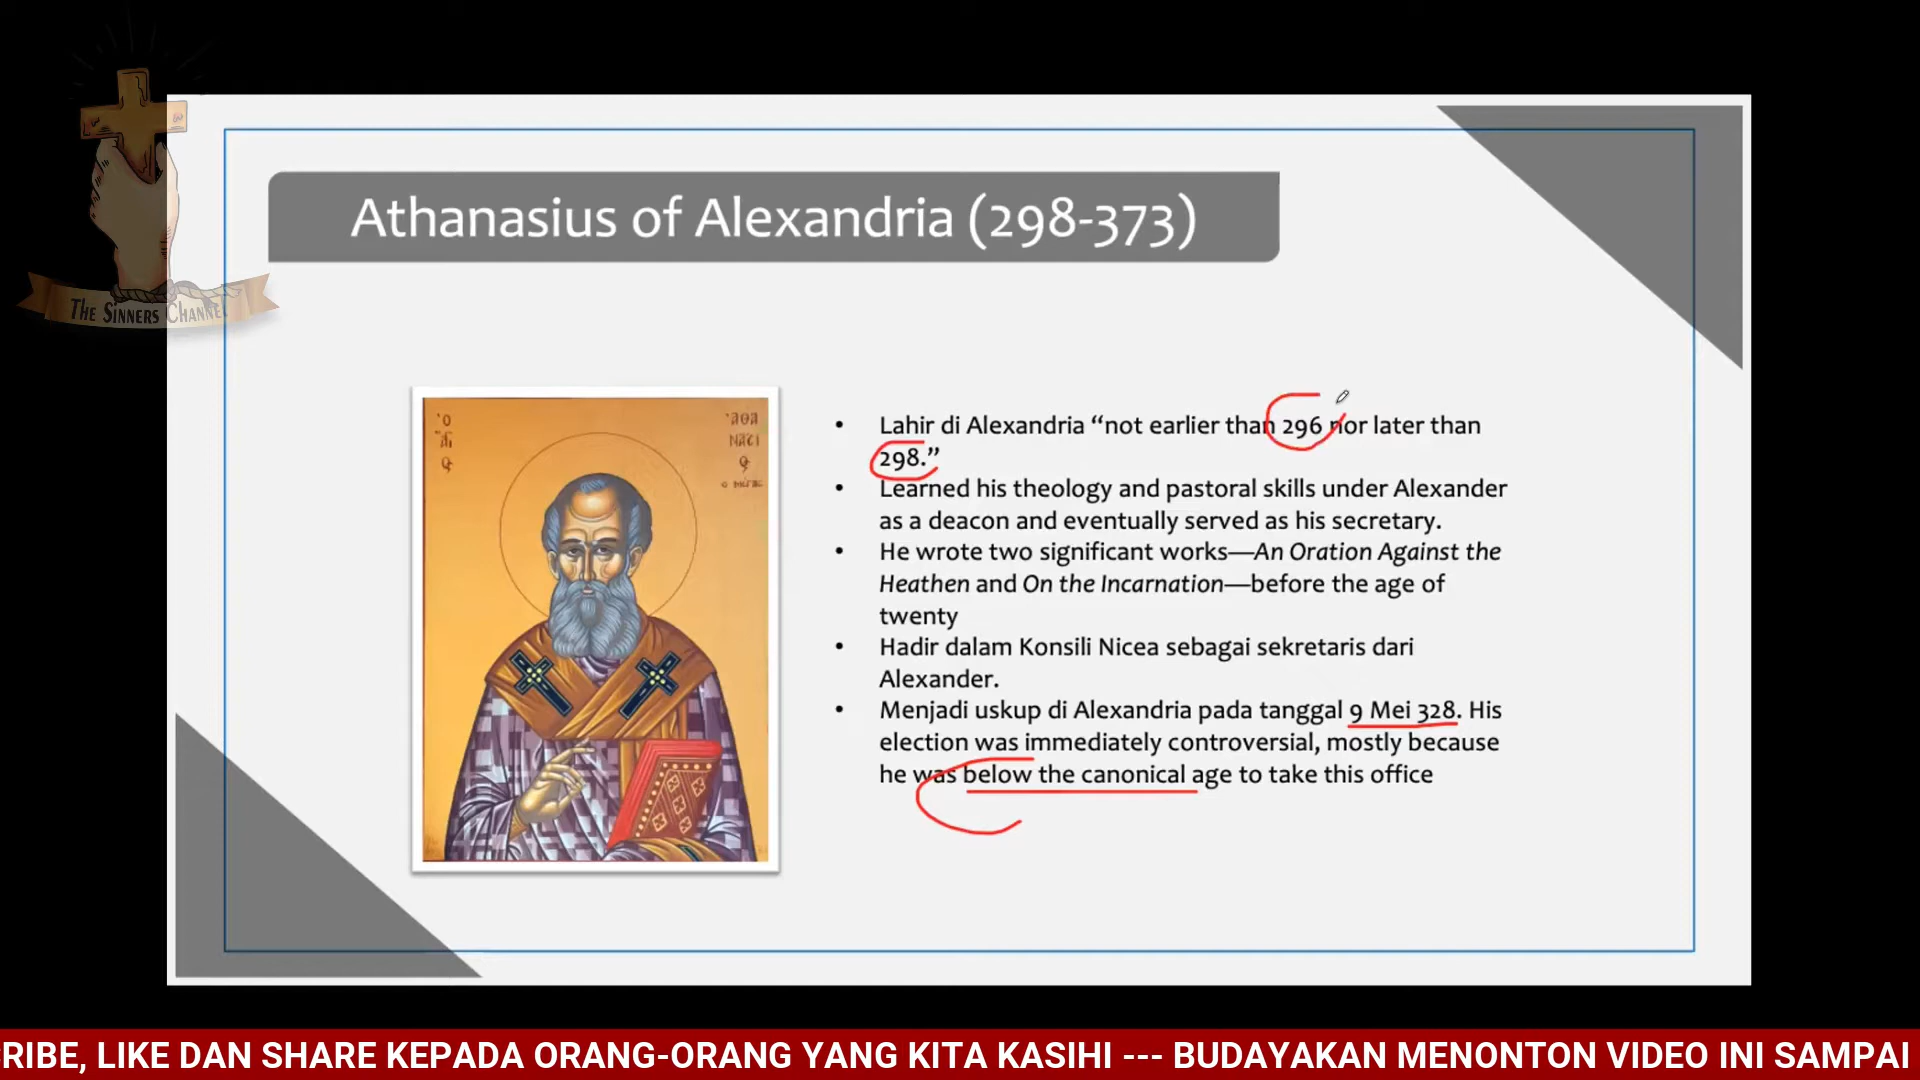 THE SINNERS CHANNEL
Athanasius of Alexandria (298-373)
• Lahir di Alexandria “not earlier than 296 nor later than
298.”
• Learned his theology and pastoral skills under Alexander
as a deacon and eventually served as his secretary.
• He wrote two significant works—An Oration Against the
Heathen and On the Incarnation—before the age of
twenty
• Hadir dalam Konsili Nicea sebagai sekretaris dari
Alexander.
• Menjadi uskup di Alexandria pada tanggal 9 Mei 328. His
election was immediately controversial, mostly because
he was below the canonical age to take this office
RIBE, LIKE DAN SHARE KEPADA ORANG-ORANG YANG KITA KASIHI --- BUDAYAKAN MENONTON VIDEO INI SAMPAI